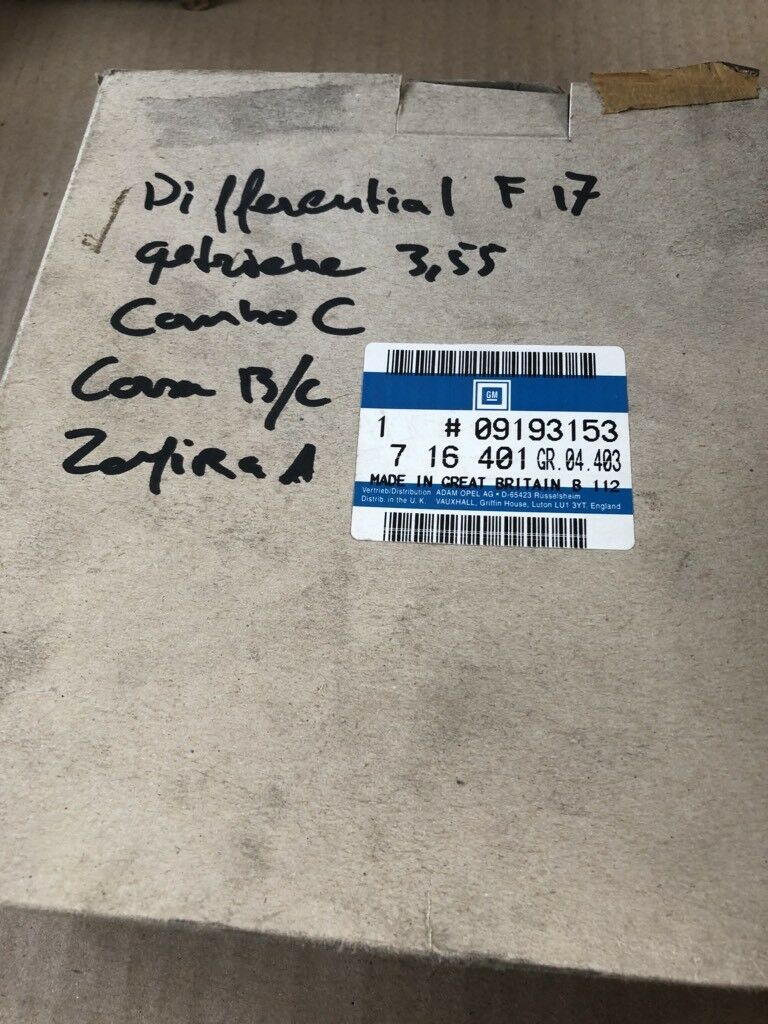 Differential F 17
getriebe 3,55
Combo C
Corsa B/C
Zafira A
GM
1 # 09193153
7 16 401 GR.04.403
MADE IN GREAT BRITAIN B 112
Vertrieb/Distribution ADAM OPEL AG • D-65423 Rüsselsheim
Distrib. in the U. K. VAUXHALL, Griffin House, Luton LU1 3YT, England